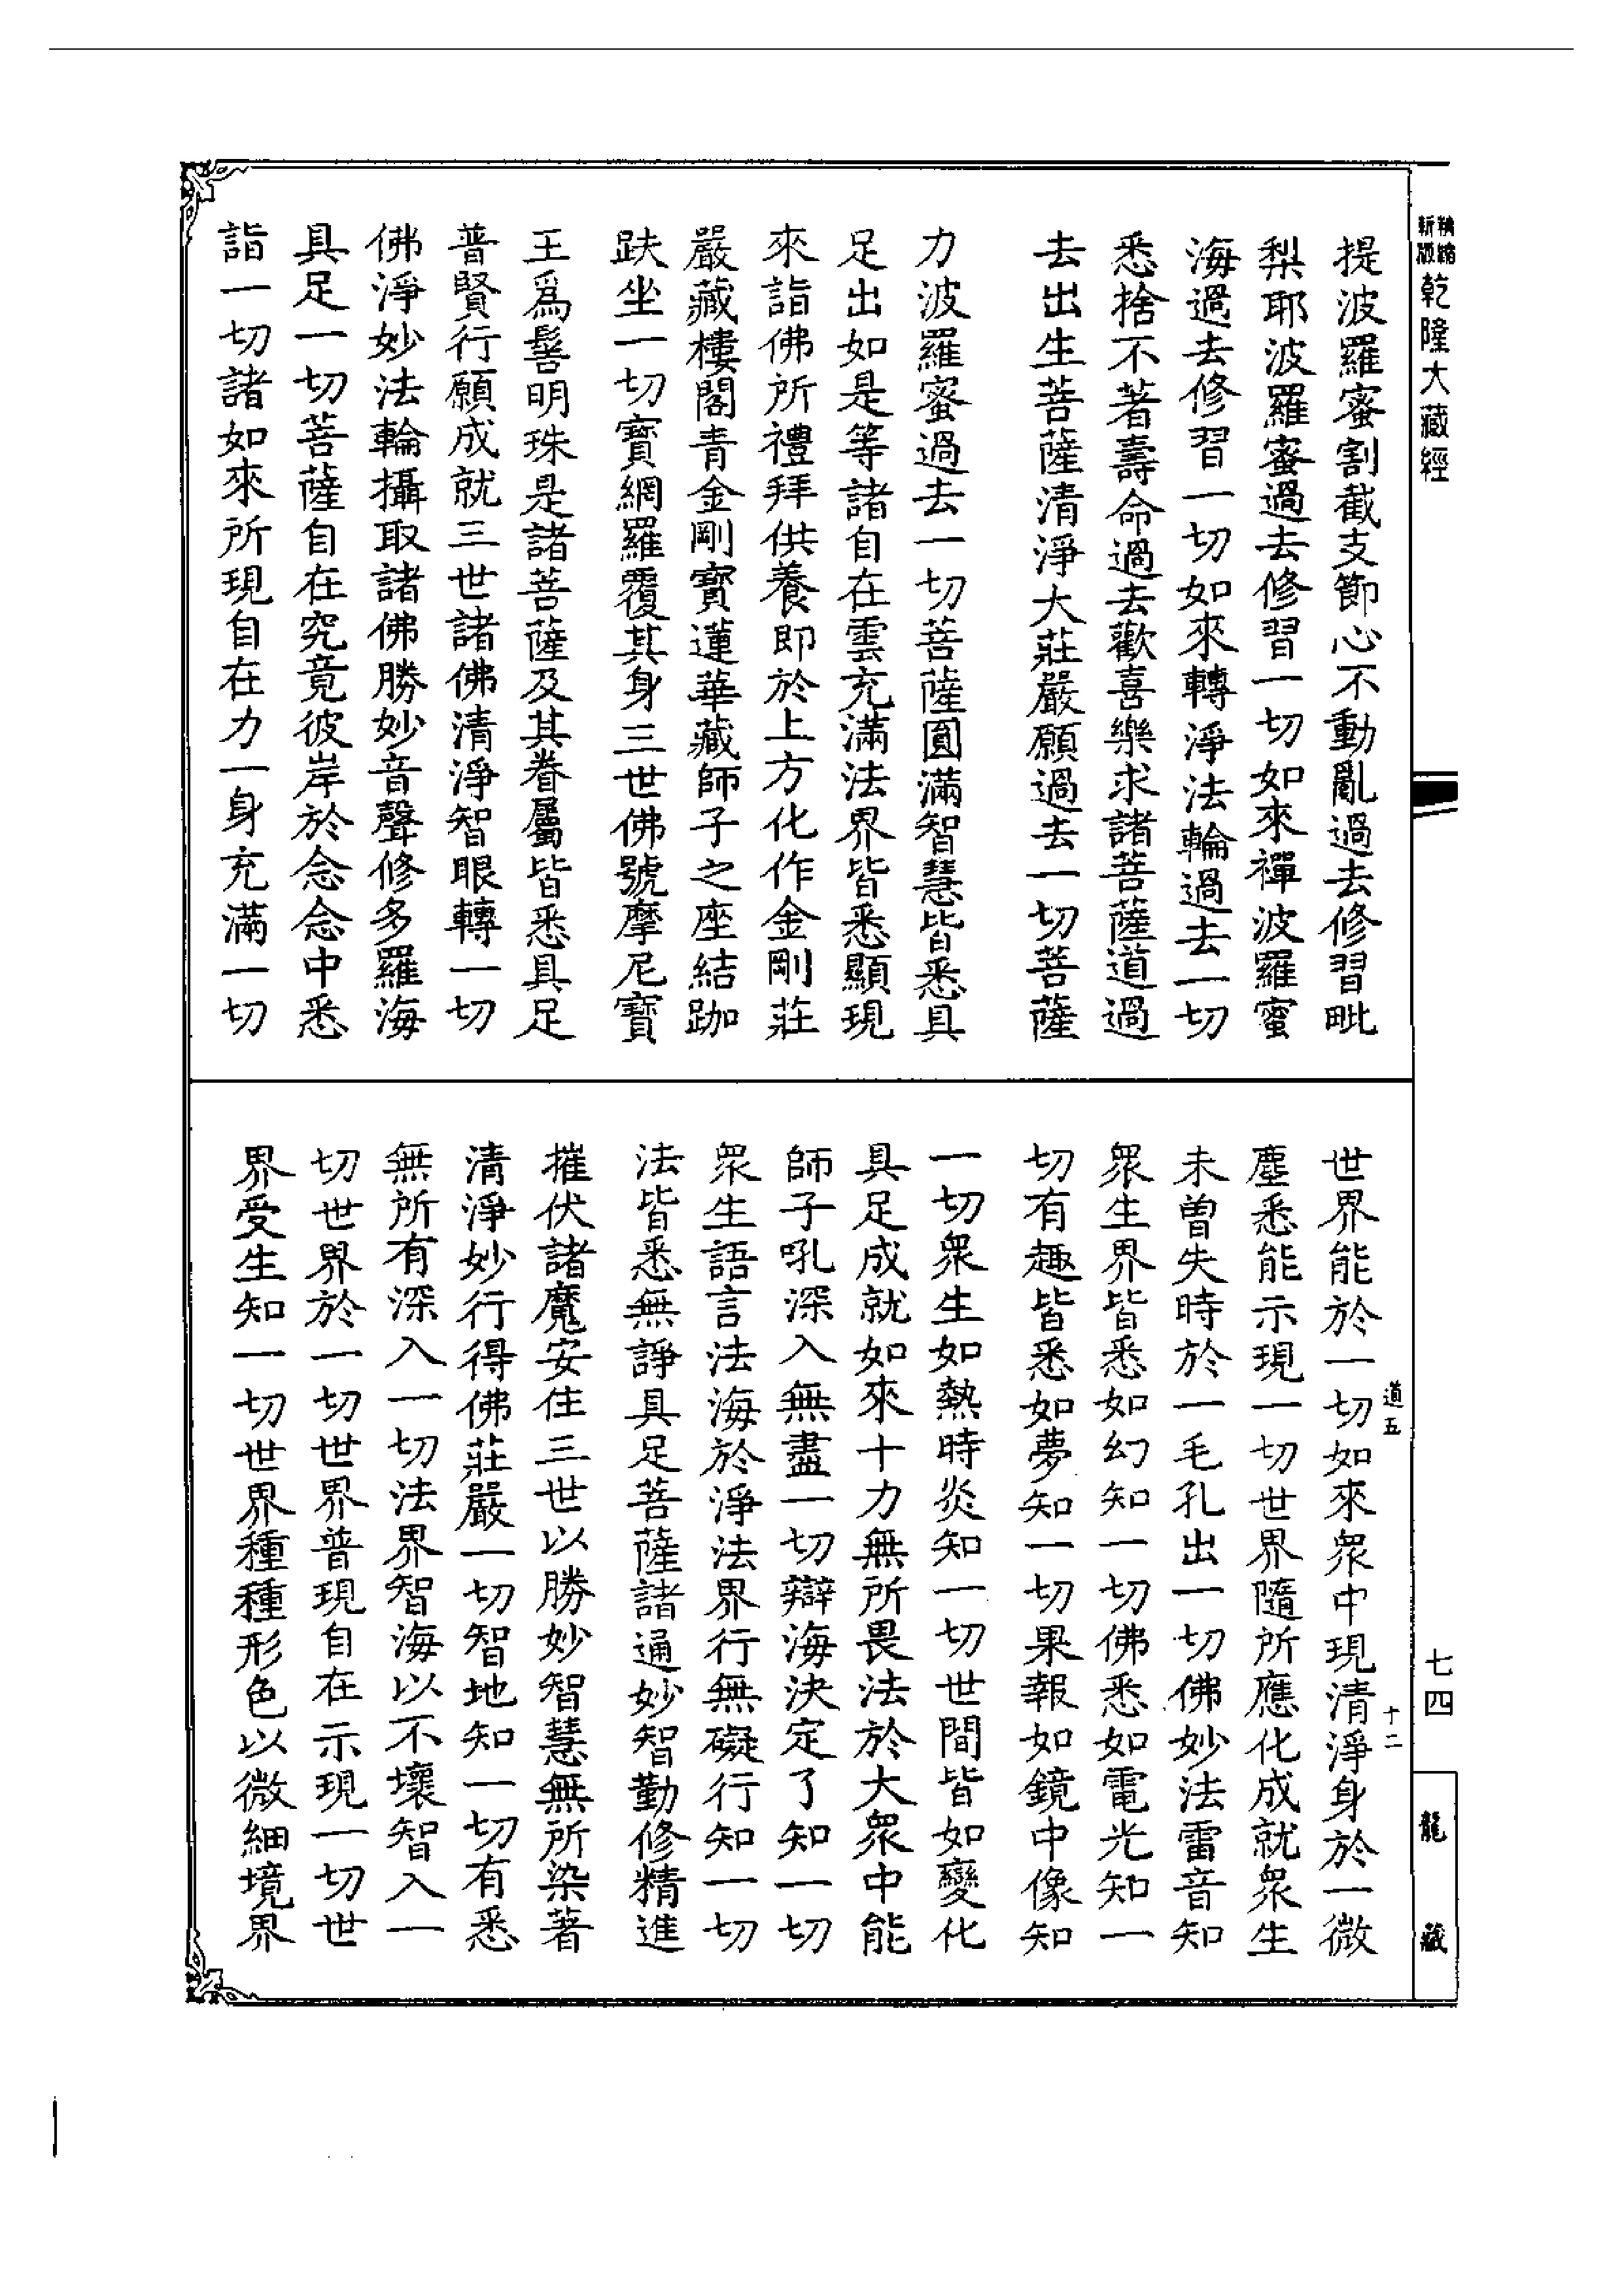 精縮新版乾隆大藏經
提波羅蜜割截支節心不動亂過去修習毗
梨耶波羅蜜過去修習一切如來禪波羅蜜
海過去修習一切如來轉淨法輪過去一切
悉捨不著壽命過去歡喜樂求諸菩薩道過
去出生菩薩清淨大莊嚴願過去一切菩薩
力波羅蜜過去一切菩薩圓滿智慧皆悉具
足出如是等諸自在雲充滿法界皆悉顯現
來詣佛所禮拜供養即於上方化作金剛莊
嚴藏樓閣青金剛寶蓮華藏師子之座結跏
趺坐一切寶網羅覆其身三世佛號摩尼寶
王爲髻明珠是諸菩薩及其眷屬皆悉具足
普賢行願成就三世諸佛清淨智眼轉一切
佛淨妙法輪攝取諸佛勝妙音聲修多羅海
具足一切菩薩自在究竟彼岸於念念中悉
詣一切諸如來所現自在力一身充滿一切
世界能於一切如來衆中現清淨身於一微
塵悉能示現一切世界隨所應化成就衆生
未曾失時於一毛孔出一切佛妙法雷音知
衆生界皆悉如幻知一切佛悉如電光知一
切有趣皆悉如夢知一切果報如鏡中像知
一切衆生如熱時炎知一切世間皆如變化
具足成就如來十力無所畏法於大衆中能
師子吼深入無盡一切辯海決定了知一切
衆生語言法海於淨法界行無礙行知一切
法皆悉無諍具足菩薩諸通妙智勤修精進
摧伏諸魔安住三世以勝妙智慧無所染著
清淨妙行得佛莊嚴一切智地知一切有悉
無所有深入一切法界智海以不壞智入一
切世界於一切世界普現自在示現一切世
界受生知一切世界種種形色以微細境界
道五
十二
七四
龍藏